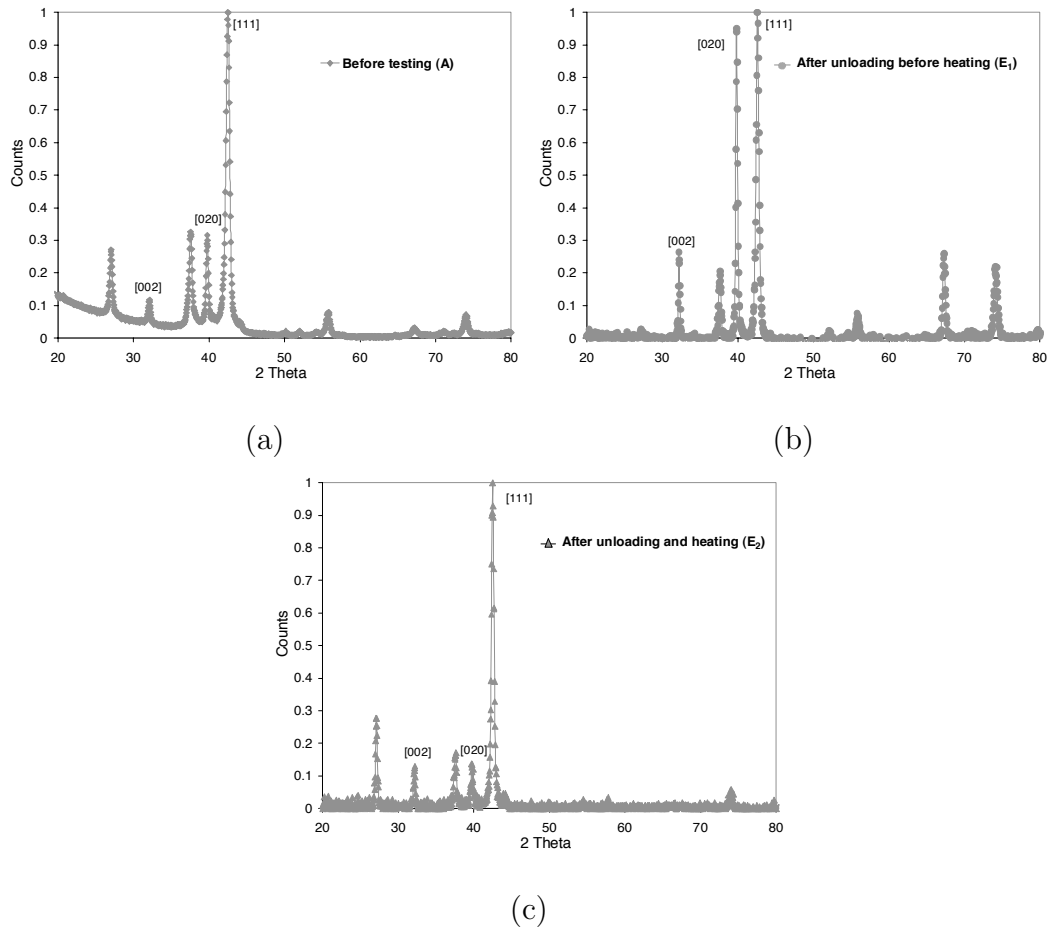 1
0.9
0.8
0.7
0.6
0.5
0.4
0.3
0.2
0.1
0
Counts
20 30 40 50 60 70 80
2 Theta
[111]
[020]
[002]
Before testing (A)
(a)
1
0.9
0.8
0.7
0.6
0.5
0.4
0.3
0.2
0.1
0
Counts
20 30 40 50 60 70 80
2 Theta
[111]
[020]
[002]
After unloading before heating (E₁)
(b)
1
0.9
0.8
0.7
0.6
0.5
0.4
0.3
0.2
0.1
0
Counts
20 30 40 50 60 70 80
2 Theta
[111]
[002]
[020]
After unloading and heating (E₂)
(c)